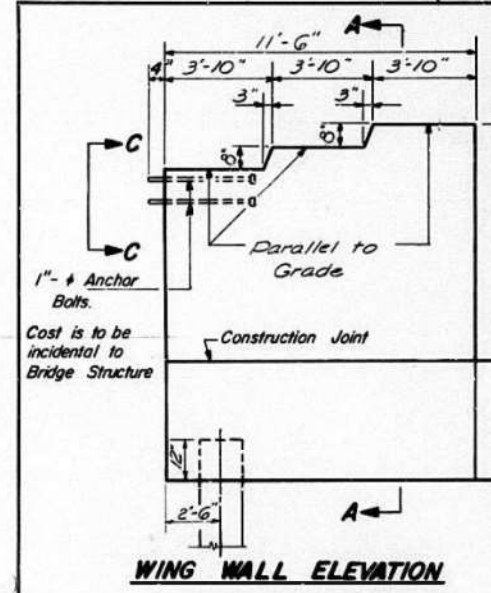 A
11'-6"
4" 3'-10" 3'-10" 3'-10"
3" 3"
8" 8"
C
C
Parallel to
Grade
1"-ϕ Anchor
Bolts.
Cost is to be
incidental to
Bridge Structure
Construction Joint
12"
2'-6"
A
WING WALL ELEVATION